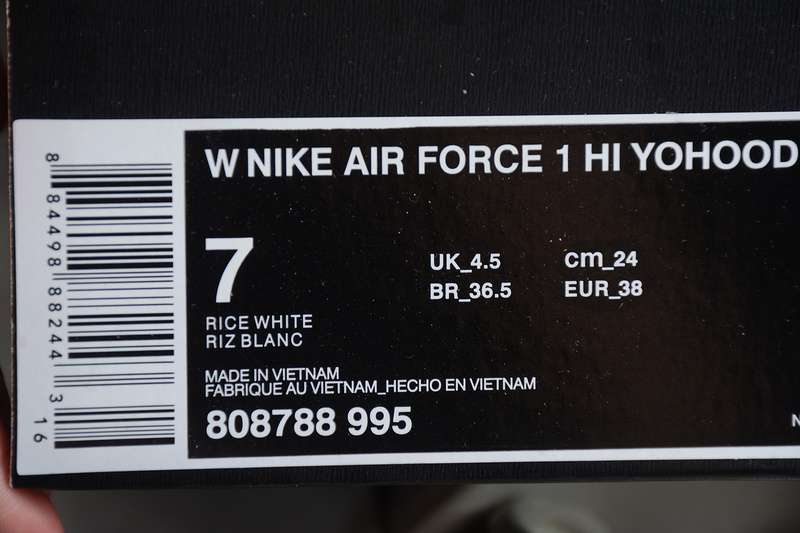 W NIKE AIR FORCE 1 HI YOHOOD
7
UK_4.5 cm_24
BR_36.5 EUR_38
RICE WHITE
RIZ BLANC
MADE IN VIETNAM
FABRIQUE AU VIETNAM_HECHO EN VIETNAM
808788 995
N
8 84498 88244 3
16